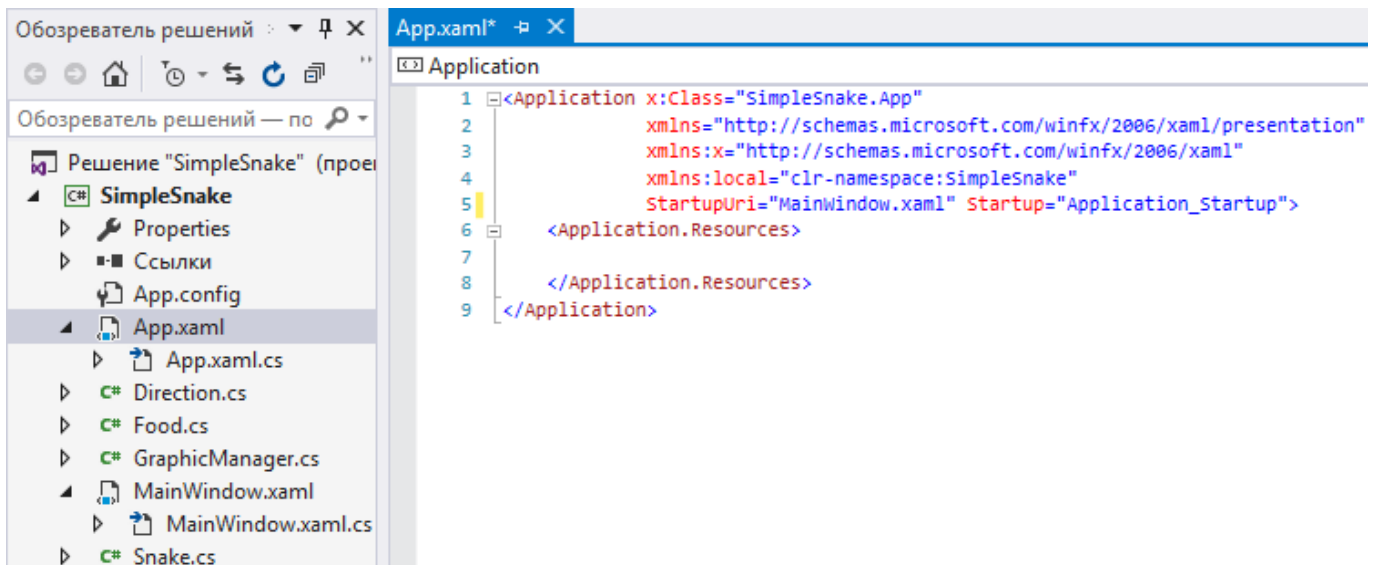 Обозреватель решений
Обозреватель решений — по
Решение "SimpleSnake" (прое
C# SimpleSnake
Properties
Ссылки
App.config
App.xaml
App.xaml.cs
C# Direction.cs
C# Food.cs
C# GraphicManager.cs
MainWindow.xaml
MainWindow.xaml.cs
C# Snake.cs
App.xaml*
Application
1 <Application x:Class="SimpleSnake.App"
2 xmlns="http://schemas.microsoft.com/winfx/2006/xaml/presentation"
3 xmlns:x="http://schemas.microsoft.com/winfx/2006/xaml"
4 xmlns:local="clr-namespace:SimpleSnake"
5 StartupUri="MainWindow.xaml" Startup="Application_Startup">
6 <Application.Resources>
7
8 </Application.Resources>
9 </Application>